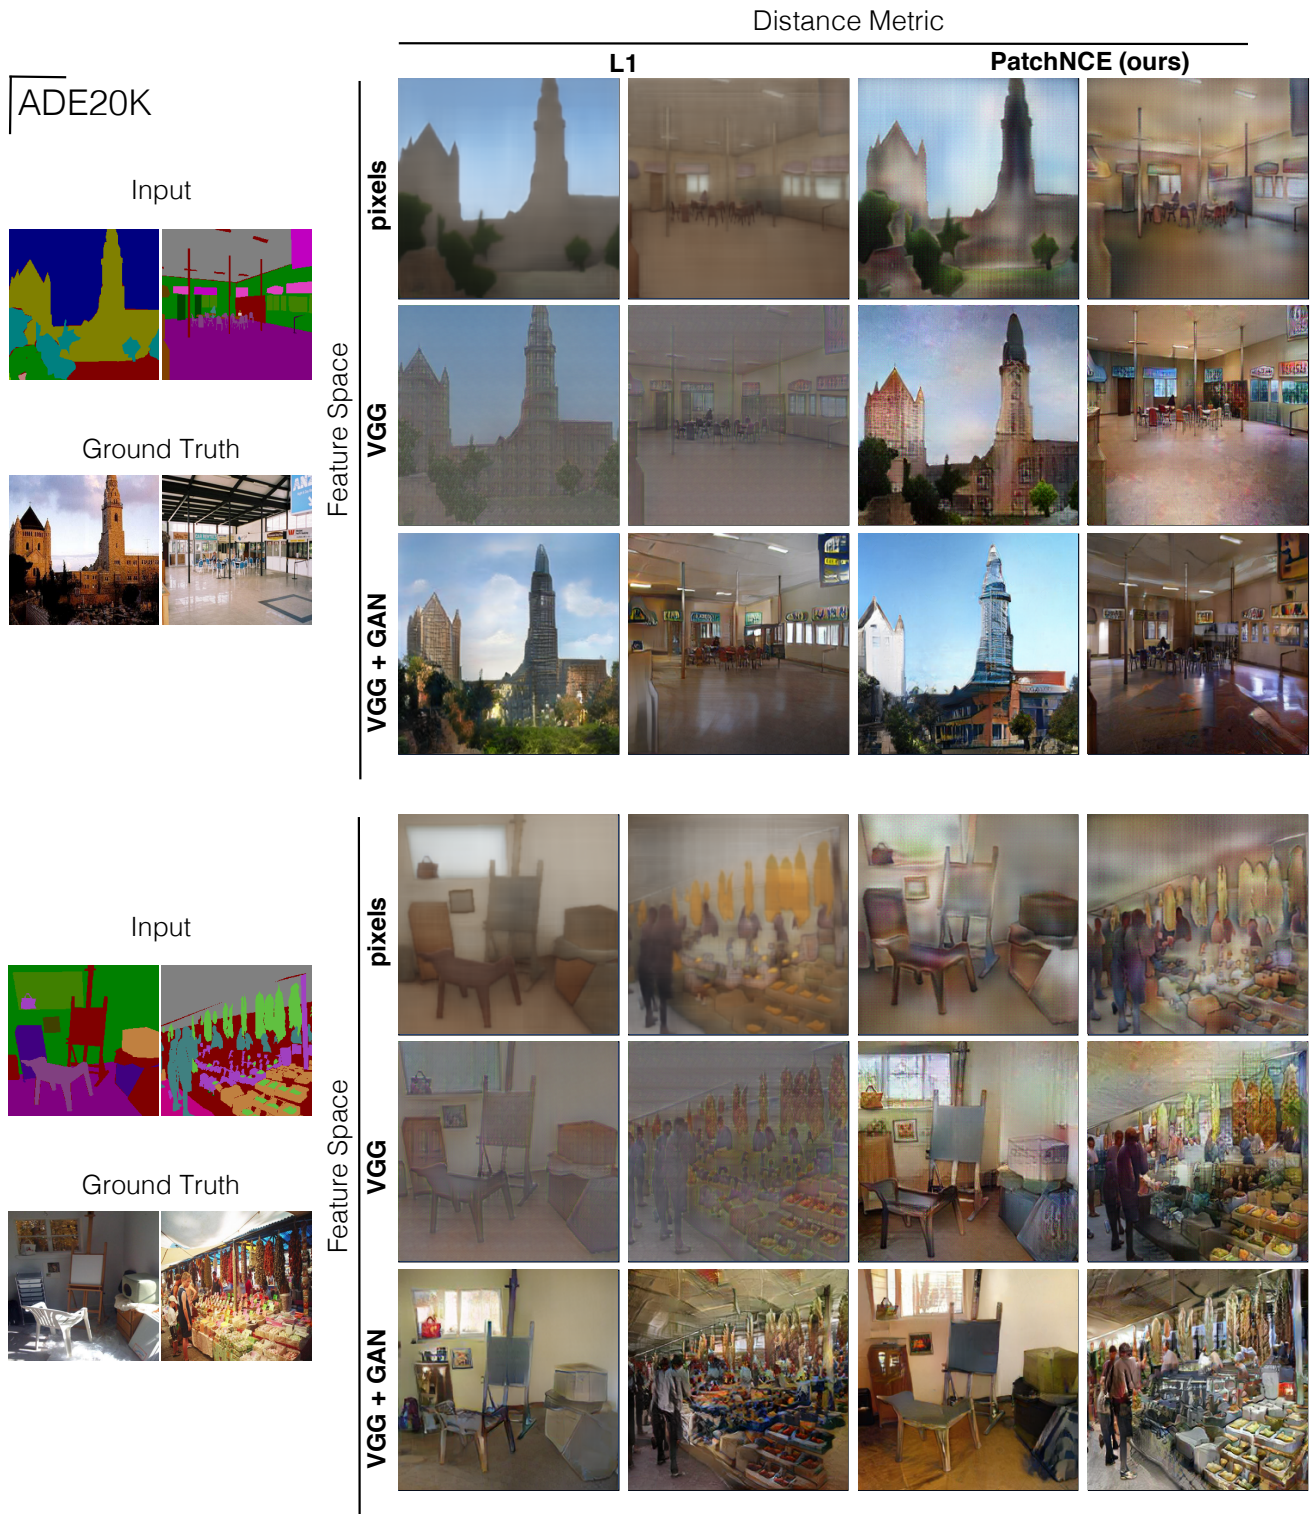 Distance Metric
L1
PatchNCE (ours)
ADE20K
Input
Ground Truth
Feature Space
pixels
VGG
VGG + GAN
Input
Ground Truth
Feature Space
pixels
VGG
VGG + GAN